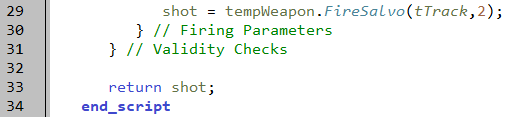 29 shot = tempWeapon.FireSalvo(tTrack,2);
30 } // Firing Parameters
31 } // Validity Checks
32
33 return shot;
34 end_script